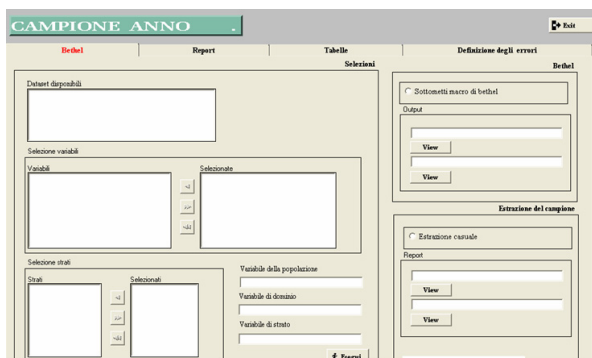 CAMPIONE ANNO .
Exit
Bethel Report Tabelle Definizione degli errori
Selezioni
Dataset disponibili
Selezione variabili
Variabili Selezionate
Selezione strati
Strati Selezionati
Variabile della popolazione
Variabile di dominio
Variabile di strato
Esegui
Bethel
Sottometti macro di bethel
Output
View
View
Estrazione del campione
Estrazione casuale
Report
View
View